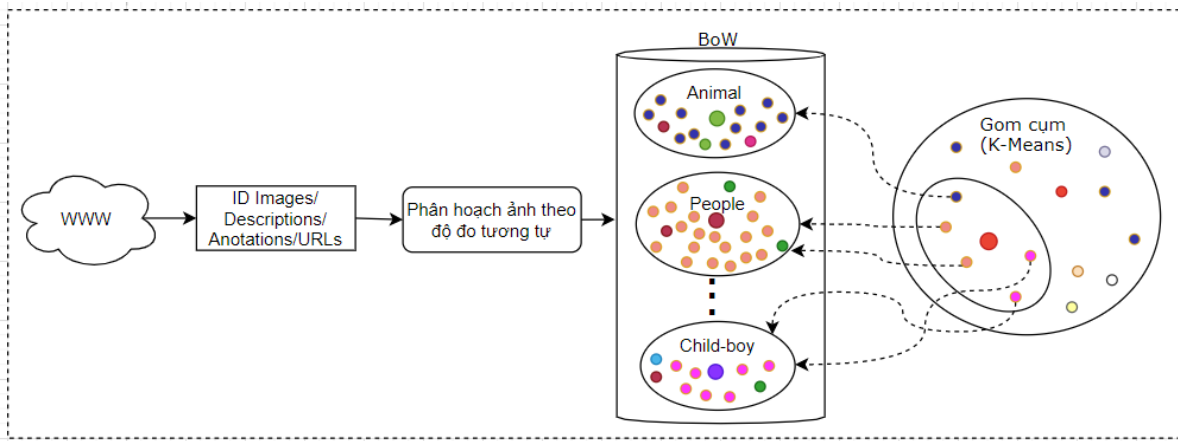 BoW
Animal
Gom cụm
(K-Means)
WWW
ID Images/
Descriptions/
Anotations/URLs
Phân hoạch ảnh theo
độ đo tương tự
People
Child-boy